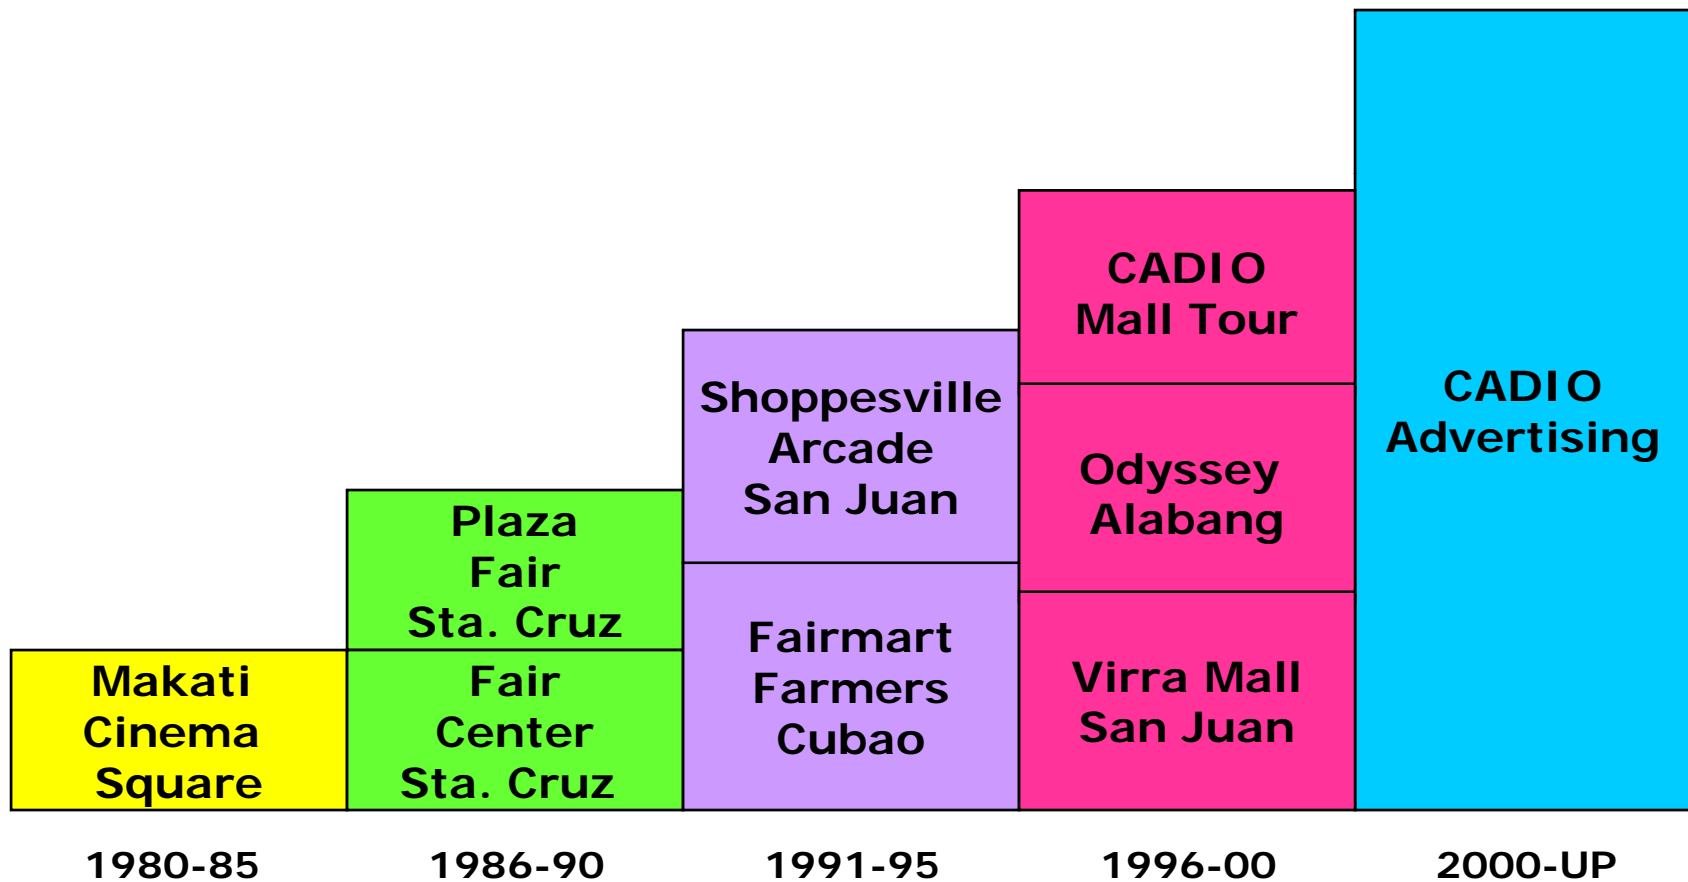 CADIO
Mall Tour
CADIO
Advertising
Shoppesville
Arcade
San Juan
Odyssey
Alabang
Plaza
Fair
Sta. Cruz
Fairmart
Farmers
Cubao
Virra Mall
San Juan
Makati
Cinema
Square
Fair
Center
Sta. Cruz
1980-85
1986-90
1991-95
1996-00
2000-UP